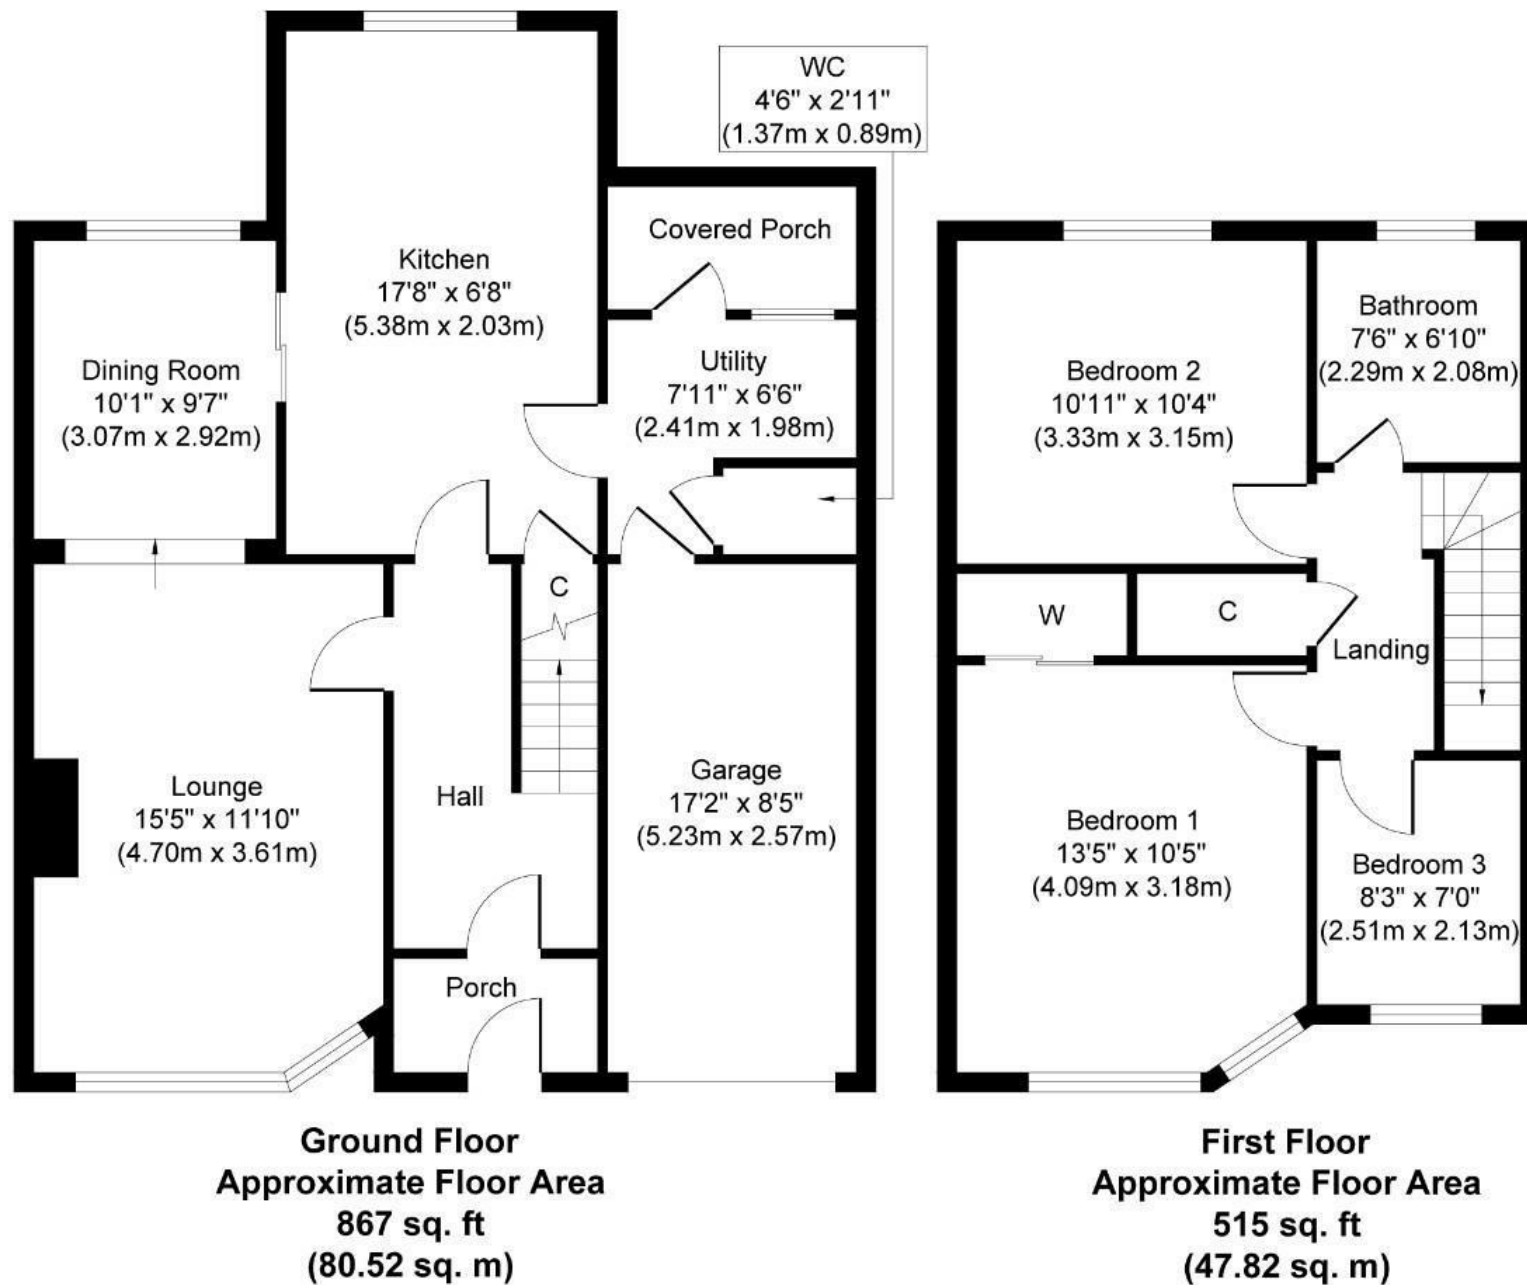 WC
4'6" x 2'11"
(1.37m x 0.89m)
Covered Porch
Kitchen
17'8" x 6'8"
(5.38m x 2.03m)
Dining Room
10'1" x 9'7"
(3.07m x 2.92m)
Utility
7'11" x 6'6"
(2.41m x 1.98m)
C
Lounge
15'5" x 11'10"
(4.70m x 3.61m)
Hall
Garage
17'2" x 8'5"
(5.23m x 2.57m)
Porch
Ground Floor
Approximate Floor Area
867 sq. ft
(80.52 sq. m)
Bathroom
7'6" x 6'10"
(2.29m x 2.08m)
Bedroom 2
10'11" x 10'4"
(3.33m x 3.15m)
W
C
Landing
Bedroom 1
13'5" x 10'5"
(4.09m x 3.18m)
Bedroom 3
8'3" x 7'0"
(2.51m x 2.13m)
First Floor
Approximate Floor Area
515 sq. ft
(47.82 sq. m)